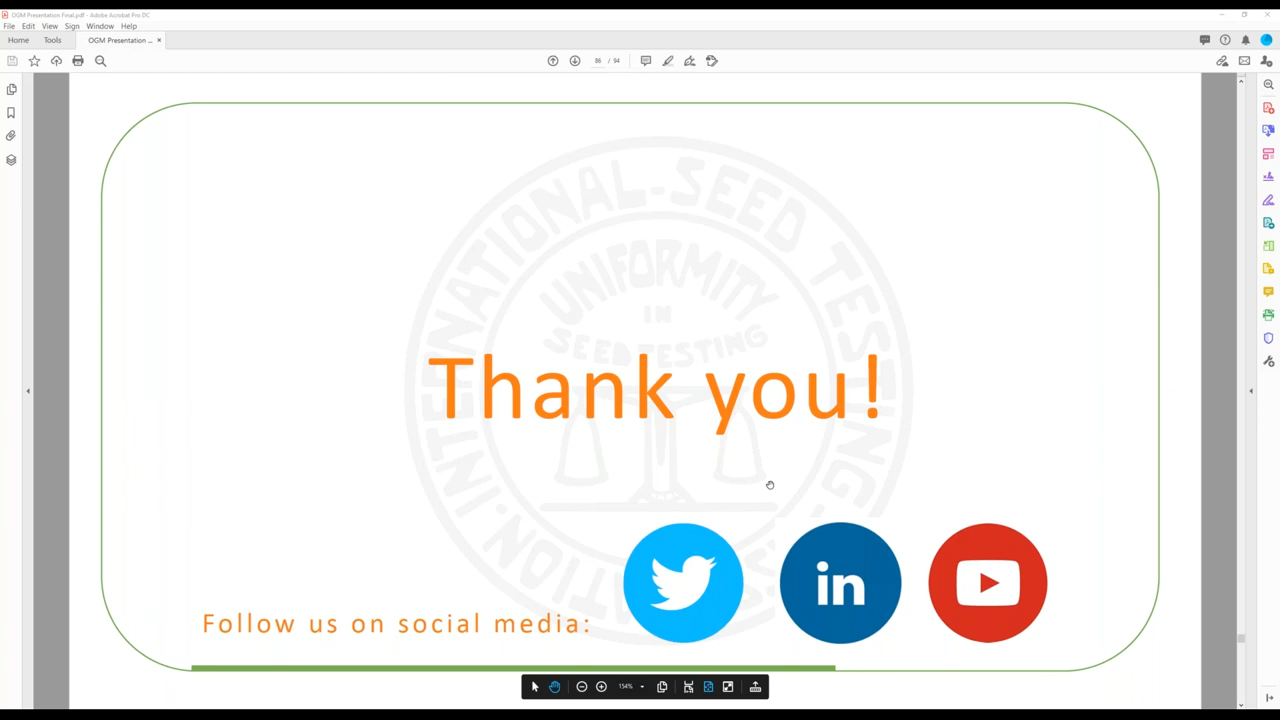 OGM Presentation Final.pdf - Adobe Acrobat Pro DC
File Edit View Sign Window Help
Home Tools OGM Presentation ... ×
86 / 94
INTERNATIONAL-SEED TESTING
UNIFORMITY
IN
SEED TESTING
Thank you!
in
Follow us on social media:
154%